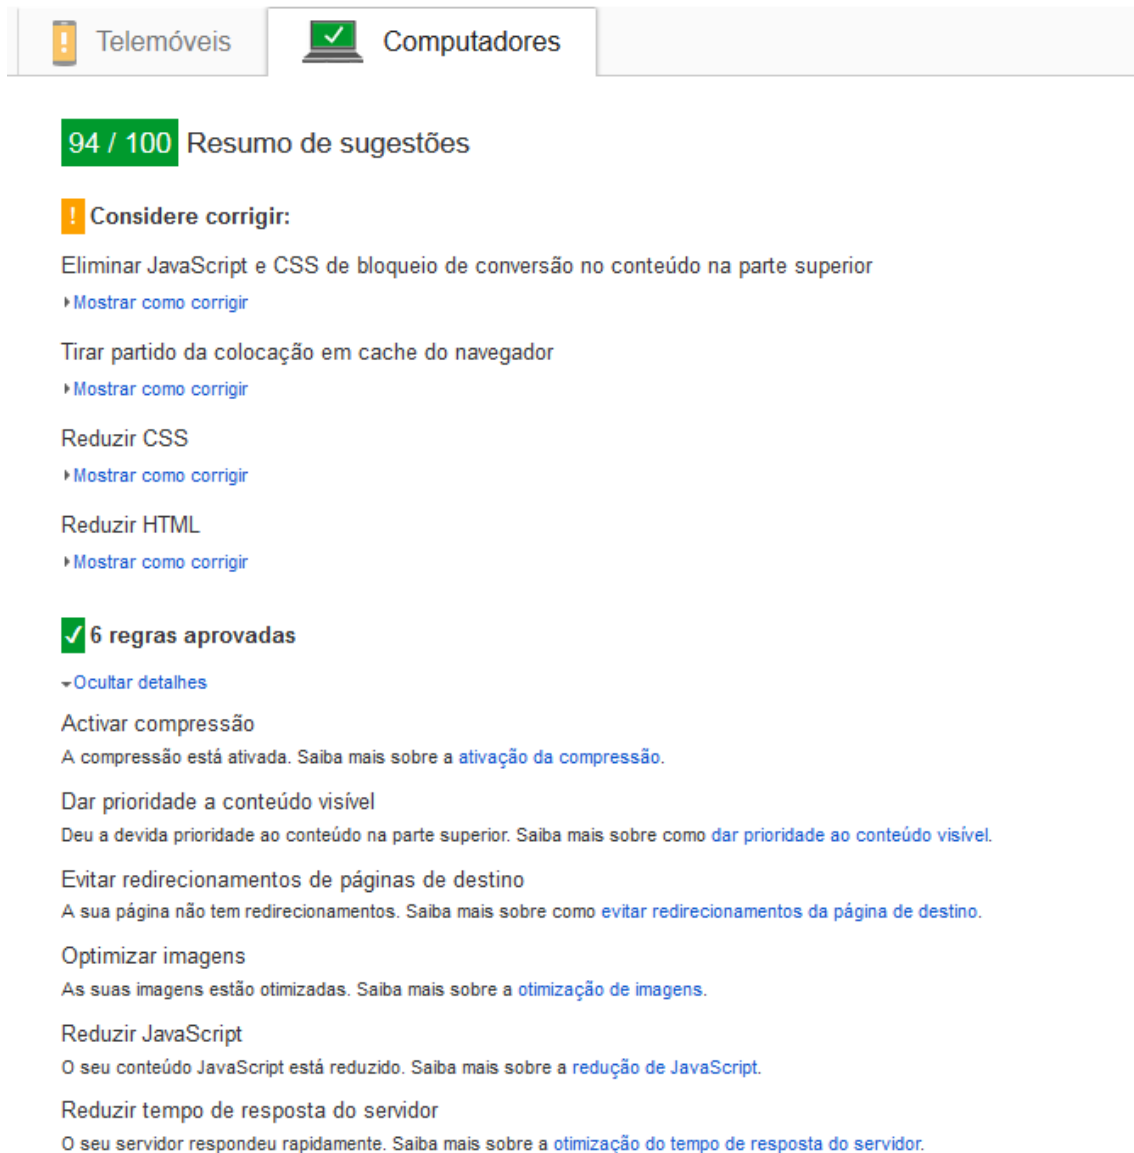 Telemóveis
Computadores
94 / 100 Resumo de sugestões
! Considere corrigir:
Eliminar JavaScript e CSS de bloqueio de conversão no conteúdo na parte superior
Mostrar como corrigir
Tirar partido da colocação em cache do navegador
Mostrar como corrigir
Reduzir CSS
Mostrar como corrigir
Reduzir HTML
Mostrar como corrigir
6 regras aprovadas
Ocultar detalhes
Activar compressão
A compressão está ativada. Saiba mais sobre a ativação da compressão.
Dar prioridade a conteúdo visível
Deu a devida prioridade ao conteúdo na parte superior. Saiba mais sobre como dar prioridade ao conteúdo visível.
Evitar redirecionamentos de páginas de destino
A sua página não tem redirecionamentos. Saiba mais sobre como evitar redirecionamentos da página de destino.
Optimizar imagens
As suas imagens estão otimizadas. Saiba mais sobre a otimização de imagens.
Reduzir JavaScript
O seu conteúdo JavaScript está reduzido. Saiba mais sobre a redução de JavaScript.
Reduzir tempo de resposta do servidor
O seu servidor respondeu rapidamente. Saiba mais sobre a otimização do tempo de resposta do servidor.